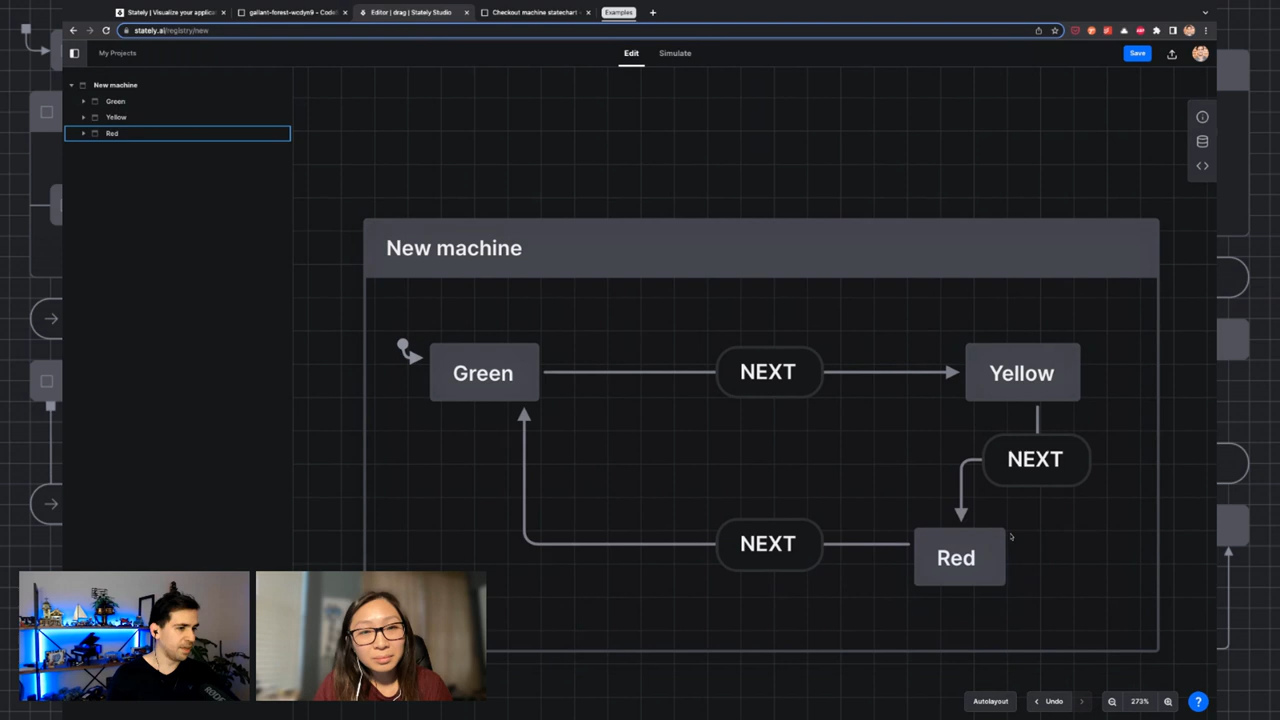 Stately | Visualize your applica
gallant-forest-wcdyn9 - CodeS
Editor | drag | Stately Studio
Checkout machine statechart
Examples
stately.ai/registry/new
My Projects
Edit
Simulate
Save
New machine
Green
Yellow
Red
New machine
Green
NEXT
Yellow
NEXT
NEXT
Red
Autolayout
Undo
273%
?